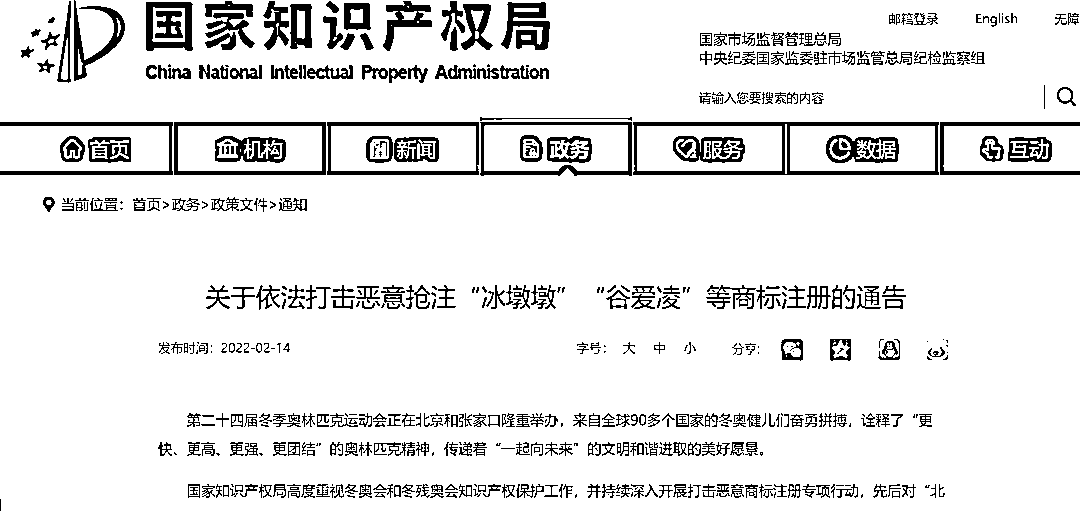 国家知识产权局
China National Intellectual Property Administration
邮箱登录 English 无障
国家市场监督管理总局
中央纪委国家监委驻市场监管总局纪检监察组
请输入您要搜索的内容
首页 机构 新闻 政务 服务 数据 互动
当前位置：首页>政务>政策文件>通知
关于依法打击恶意抢注“冰墩墩”“谷爱凌”等商标注册的通告
发布时间：2022-02-14 字号： 大 中 小 分享：
第二十四届冬季奥林匹克运动会正在北京和张家口隆重举办，来自全球90多个国家的冬奥健儿们奋勇拼搏，诠释了“更
快、更高、更强、更团结”的奥林匹克精神，传递着“一起向未来”的文明和谐进取的美好愿景。
国家知识产权局高度重视冬奥会和冬残奥会知识产权保护工作，并持续深入开展打击恶意商标注册专项行动，先后对“北